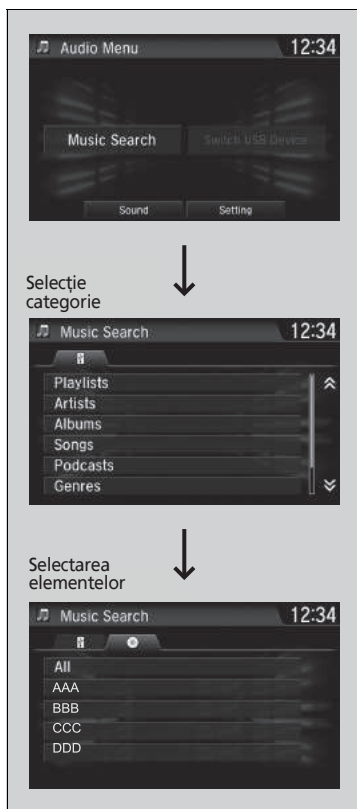 Audio Menu 12:34
Music Search Switch USB Device
Sound Setting
Selecție
categorie
Music Search 12:34
Playlists
Artists
Albums
Songs
Podcasts
Genres
Selectarea
elementelor
Music Search 12:34
All
AAA
BBB
CCC
DDD